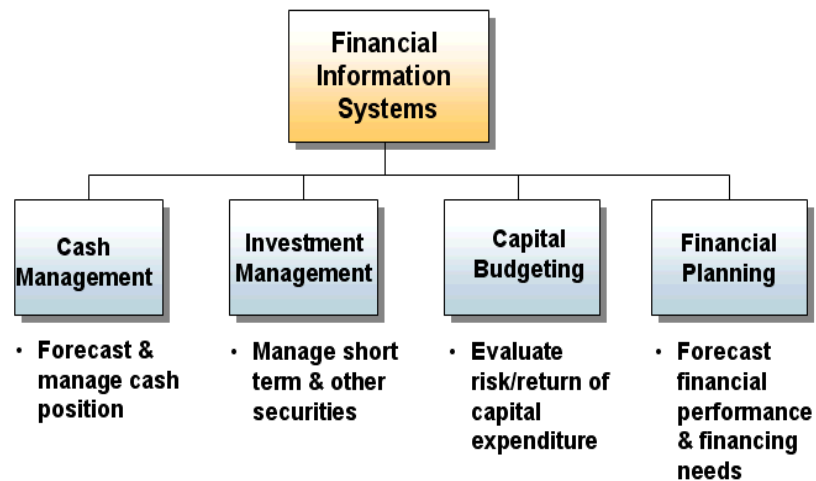 Financial
Information
Systems
Cash
Management
Investment
Management
Capital
Budgeting
Financial
Planning
• Forecast &
manage cash
position
• Manage short
term & other
securities
• Evaluate
risk/return of
capital
expenditure
• Forecast
financial
performance
& financing
needs